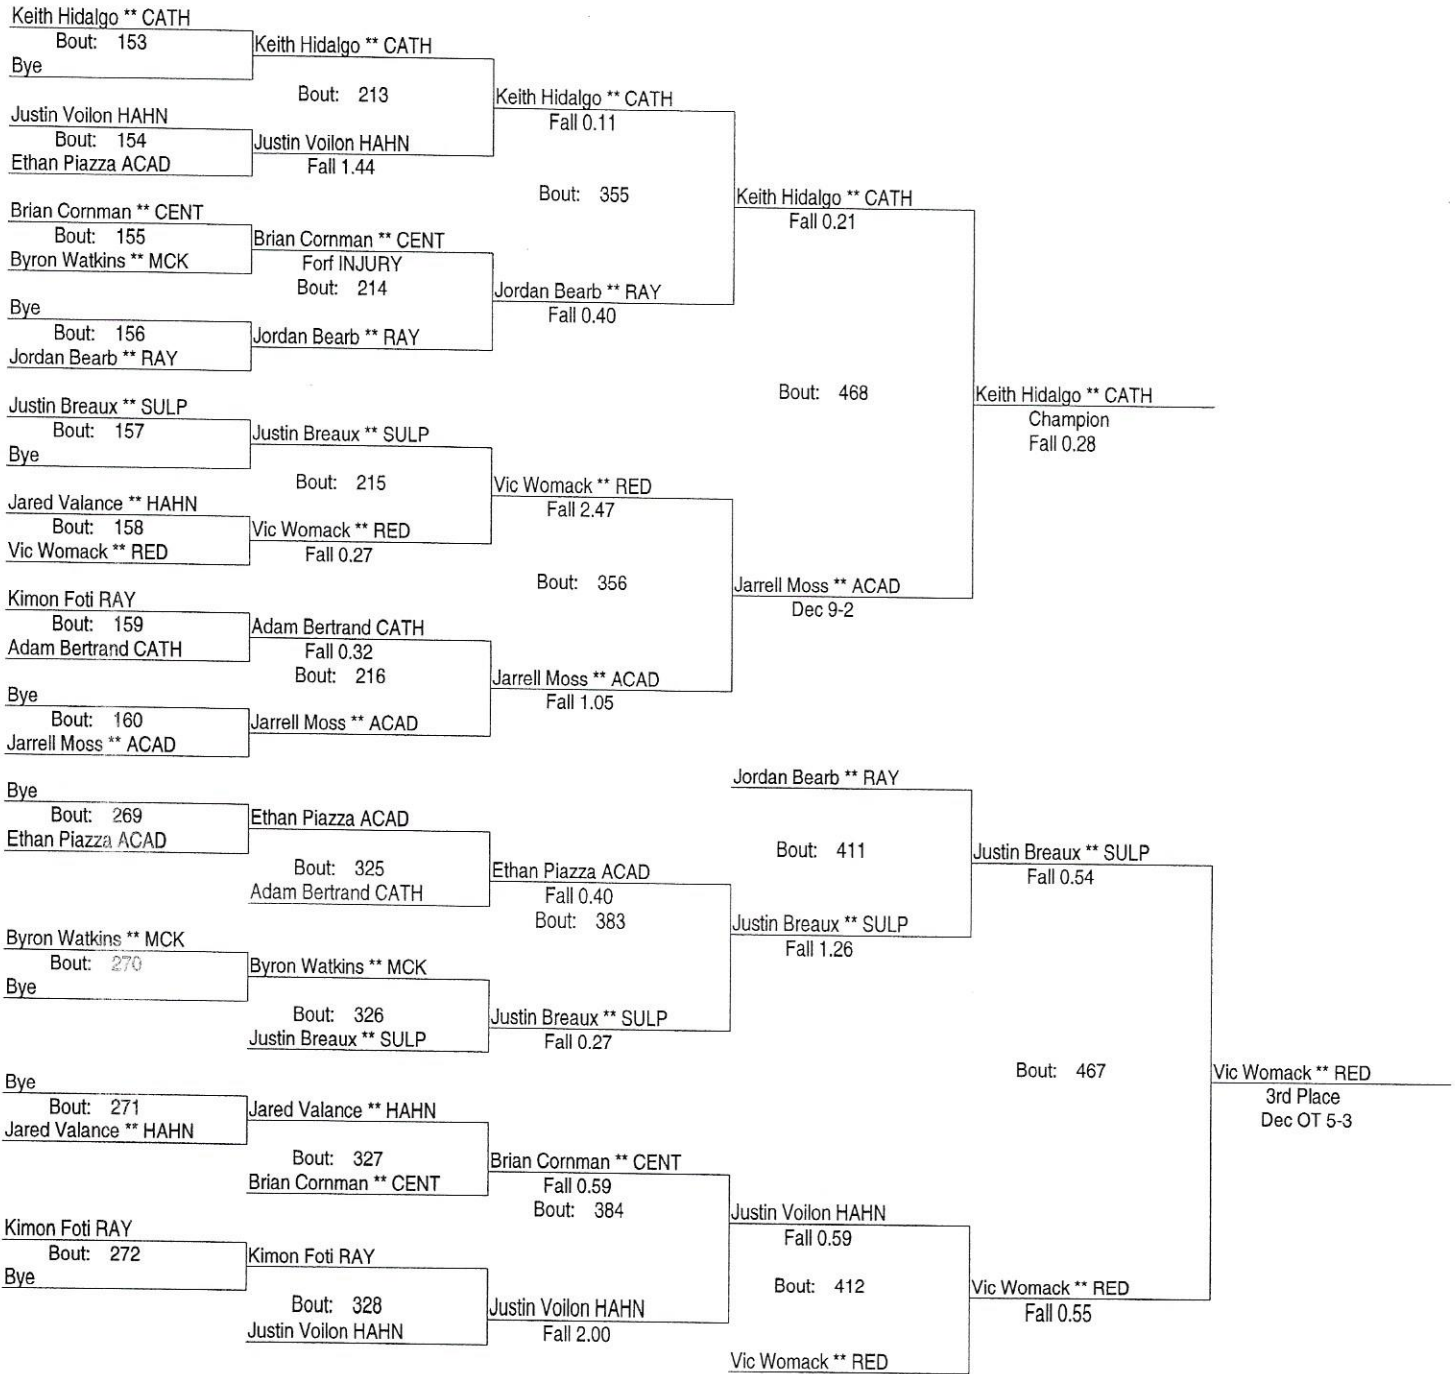 Keith Hidalgo ** CATH
Bout: 153
Bye
Keith Hidalgo ** CATH
Bout: 213
Justin Voilon HAHN
Bout: 154
Ethan Piazza ACAD
Justin Voilon HAHN
Fall 1.44
Keith Hidalgo ** CATH
Fall 0.11
Bout: 355
Brian Cornman ** CENT
Bout: 155
Byron Watkins ** MCK
Brian Cornman ** CENT
Forf INJURY
Bout: 214
Bye
Bout: 156
Jordan Bearb ** RAY
Jordan Bearb ** RAY
Jordan Bearb ** RAY
Fall 0.40
Keith Hidalgo ** CATH
Fall 0.21
Bout: 468
Keith Hidalgo ** CATH
Champion
Fall 0.28
Justin Breaux ** SULP
Bout: 157
Bye
Justin Breaux ** SULP
Bout: 215
Jared Valance ** HAHN
Bout: 158
Vic Womack ** RED
Vic Womack ** RED
Fall 0.27
Vic Womack ** RED
Fall 2.47
Bout: 356
Kimon Foti RAY
Bout: 159
Adam Bertrand CATH
Adam Bertrand CATH
Fall 0.32
Bout: 216
Bye
Bout: 160
Jarrell Moss ** ACAD
Jarrell Moss ** ACAD
Jarrell Moss ** ACAD
Fall 1.05
Jarrell Moss ** ACAD
Dec 9-2
Bye
Bout: 269
Ethan Piazza ACAD
Ethan Piazza ACAD
Bout: 325
Adam Bertrand CATH
Ethan Piazza ACAD
Fall 0.40
Bout: 383
Byron Watkins ** MCK
Bout: 270
Bye
Byron Watkins ** MCK
Bout: 326
Justin Breaux ** SULP
Justin Breaux ** SULP
Fall 0.27
Jordan Bearb ** RAY
Bout: 411
Justin Breaux ** SULP
Fall 1.26
Justin Breaux ** SULP
Fall 0.54
Bout: 467
Vic Womack ** RED
3rd Place
Dec OT 5-3
Bye
Bout: 271
Jared Valance ** HAHN
Jared Valance ** HAHN
Bout: 327
Brian Cornman ** CENT
Brian Cornman ** CENT
Fall 0.59
Bout: 384
Kimon Foti RAY
Bout: 272
Bye
Kimon Foti RAY
Bout: 328
Justin Voilon HAHN
Justin Voilon HAHN
Fall 2.00
Justin Voilon HAHN
Fall 0.59
Bout: 412
Vic Womack ** RED
Vic Womack ** RED
Fall 0.55